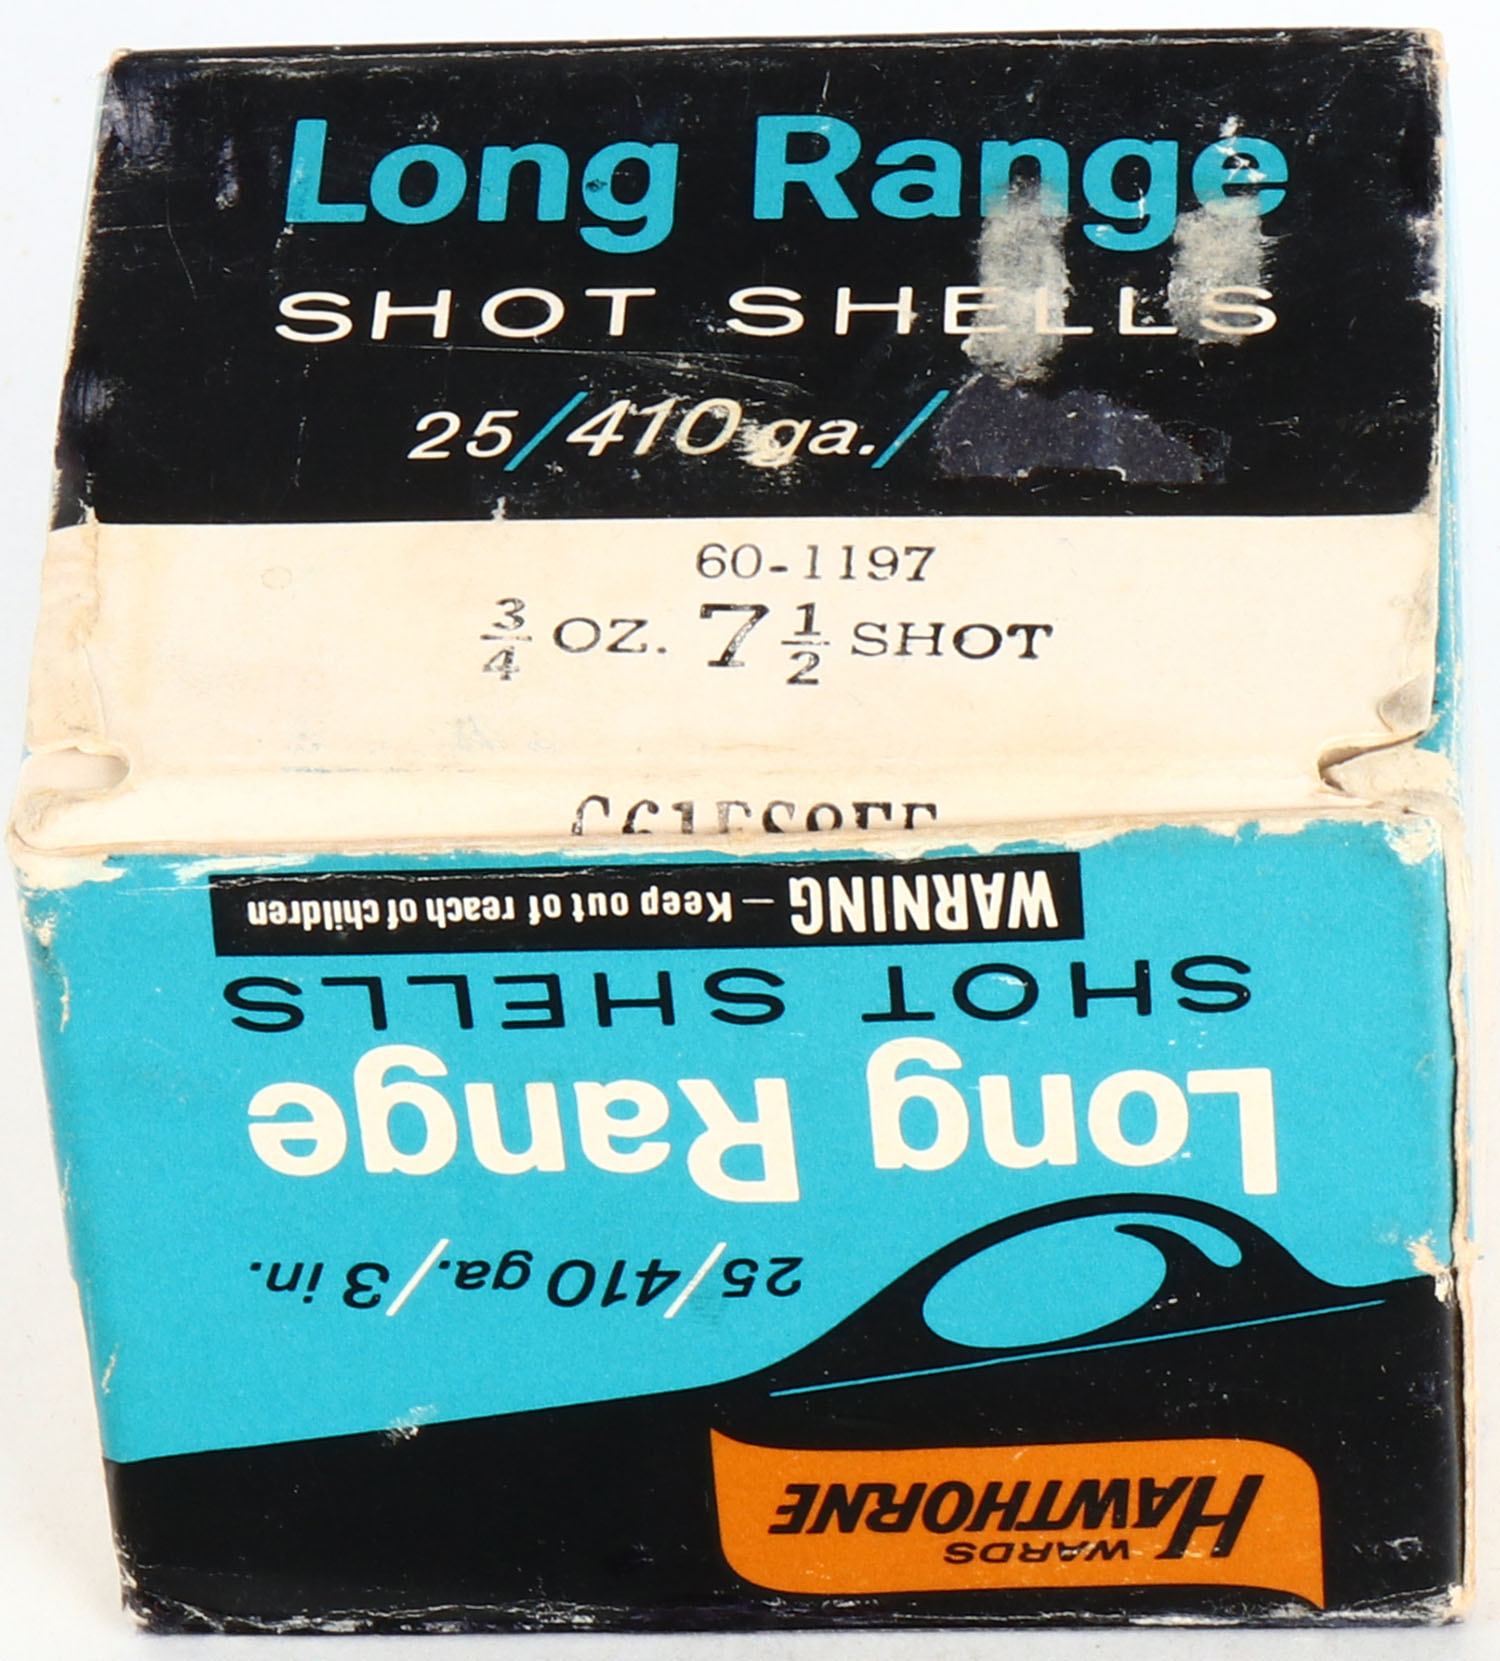 Long Range
SHOT SHELLS
25/410 ga./
60-1197
3/4 OZ. 7 1/2 SHOT
WARDS
HAWTHORNE
25/410 ga./3 in.
Long Range
SHOT SHELLS
WARNING – Keep out of reach of children